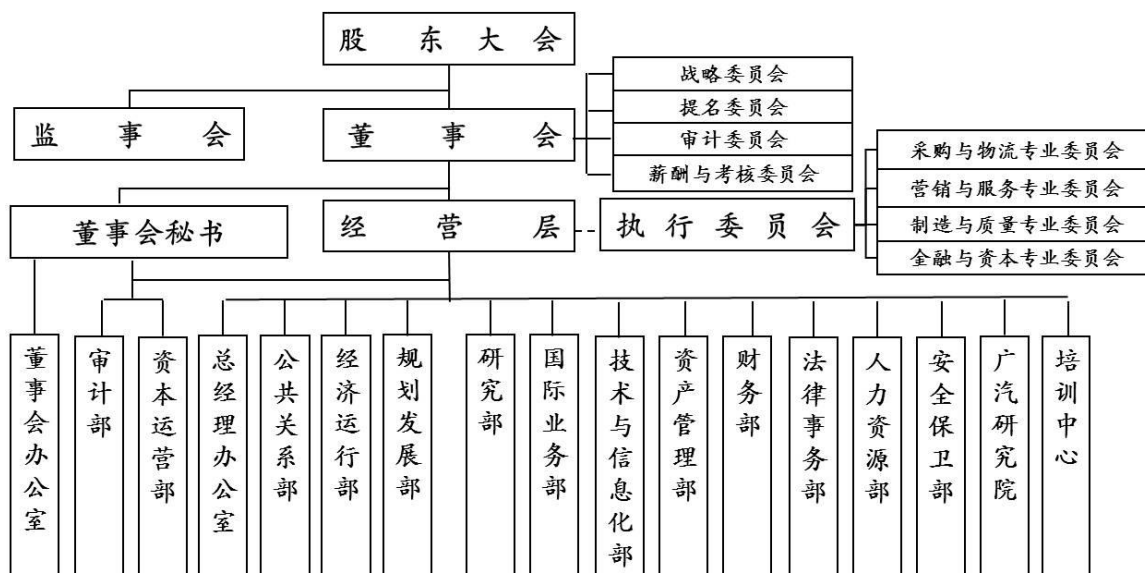 股东大会
战略委员会
提名委员会
审计委员会
薪酬与考核委员会
监事会
董事会
采购与物流专业委员会
营销与服务专业委员会
制造与质量专业委员会
金融与资本专业委员会
董事会秘书
经营层
执行委员会
董事会办公室
审计部
资本运营部
总经理办公室
公共关系部
经济运行部
规划发展部
研究部
国际业务部
技术与信息化部
资产管理部
财务部
法律事务部
人力资源部
安全保卫部
广汽研究院
培训中心